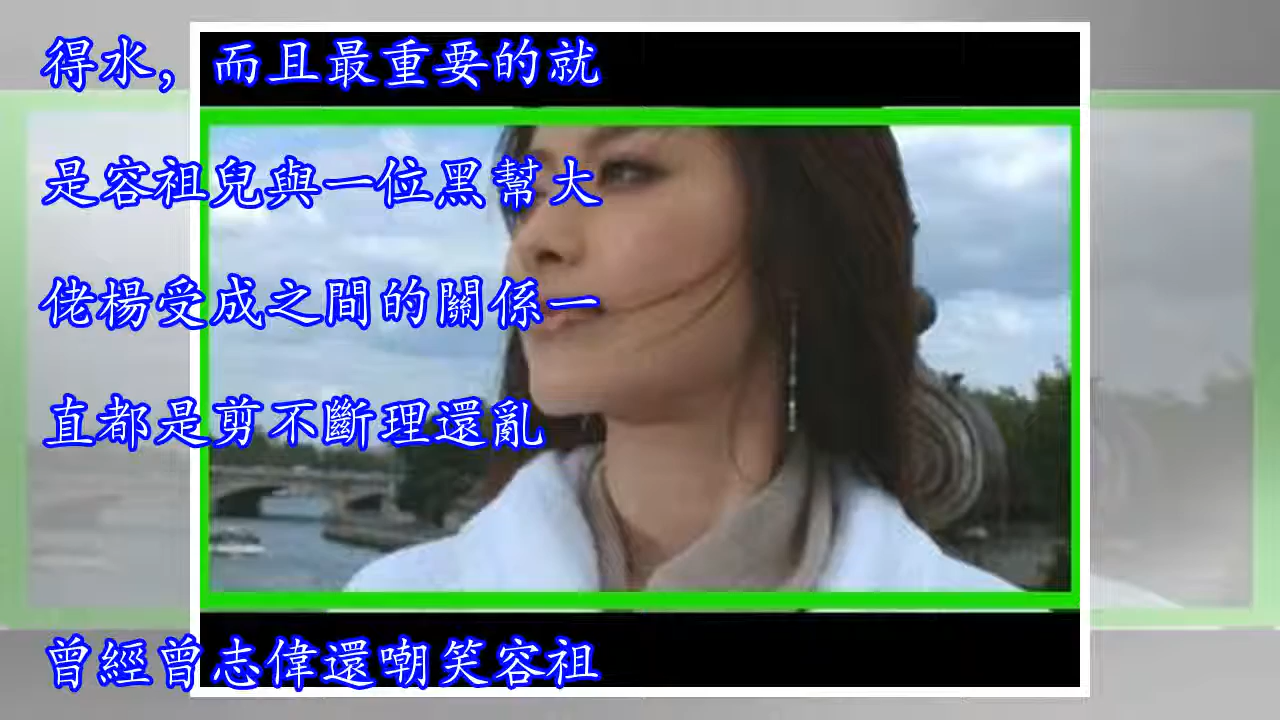 得水，而且最重要的就
是容祖兒與一位黑幫大
佬楊受成之間的關係一
直都是剪不斷理還亂
曾經曾志偉還嘲笑容祖